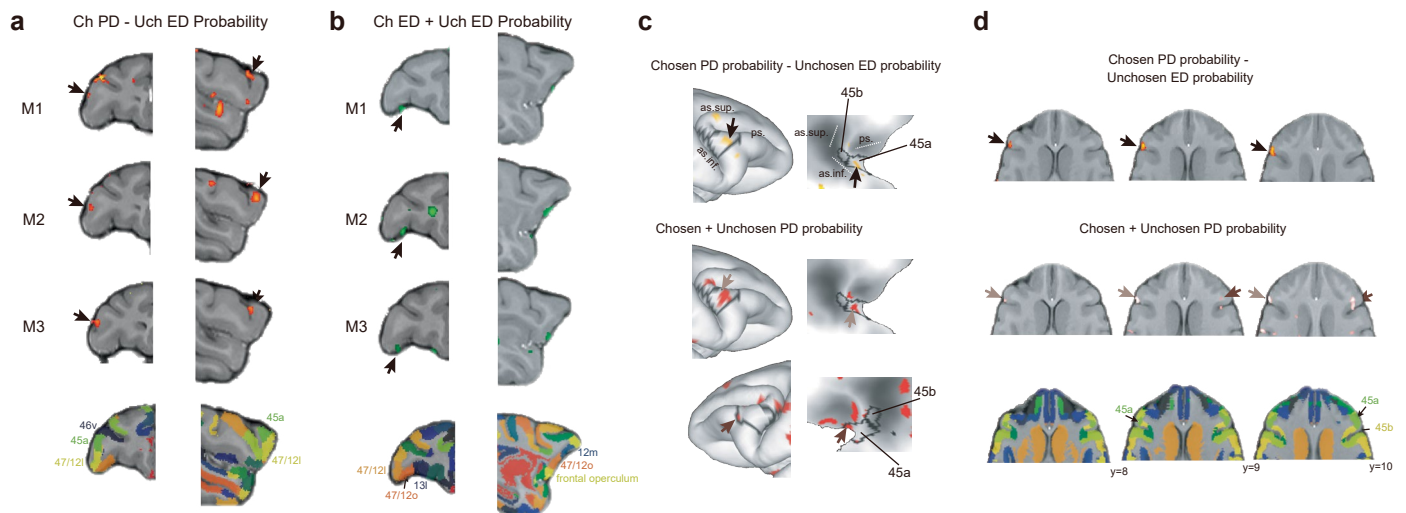 a
Ch PD - Uch ED Probability
M1
M2
M3
46v
45a
47/12l
45a
47/12l
b
Ch ED + Uch ED Probability
M1
M2
M3
47/12l
13l
47/12o
12m
47/12o
frontal operculum
c
Chosen PD probability - Unchosen ED probability
as.sup.
ps.
as.inf.
45b
as.sup.
ps.
45a
as.inf.
Chosen + Unchosen PD probability
45b
45a
d
Chosen PD probability -
Unchosen ED probability
Chosen + Unchosen PD probability
45a
45a
45a
45b
y=8
y=9
y=10